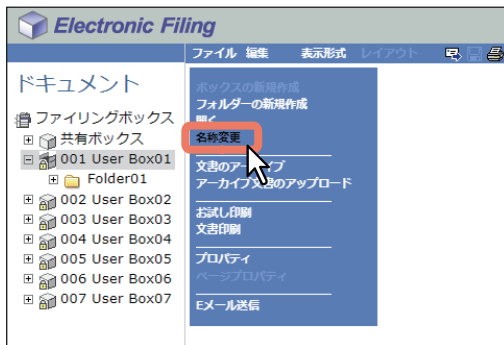 Electronic Filing
ファイル 編集 表示形式 レイアウト
ドキュメント
ファイリングボックス
共有ボックス
001 User Box01
Folder01
002 User Box02
003 User Box03
004 User Box04
005 User Box05
006 User Box06
007 User Box07
ボックスの新規作成
フォルダーの新規作成
開く
名称変更
文書のアーカイブ
アーカイブ文書のアップロード
お試し印刷
文書印刷
プロパティ
ページプロパティ
Eメール送信